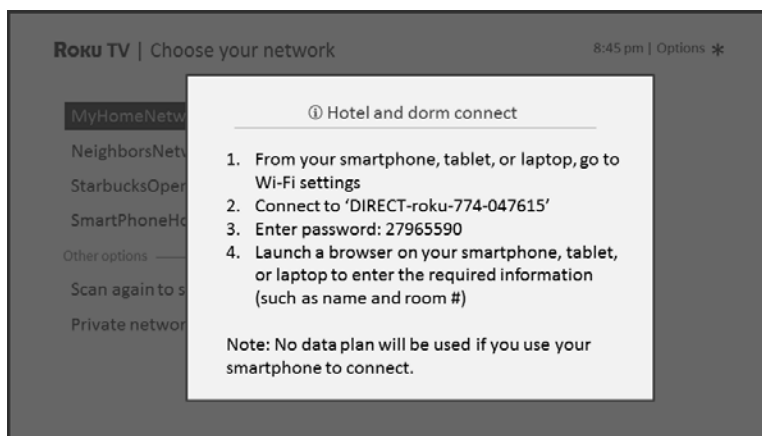 Roku TV | Choose your network
8:45 pm | Options ✱
MyHomeNetw
NeighborsNetw
StarbucksOper
SmartPhoneHo
Other options
Scan again to s
Private networ
ⓘ Hotel and dorm connect
1. From your smartphone, tablet, or laptop, go to
Wi-Fi settings
2. Connect to ‘DIRECT-roku-774-047615’
3. Enter password: 27965590
4. Launch a browser on your smartphone, tablet,
or laptop to enter the required information
(such as name and room #)
Note: No data plan will be used if you use your
smartphone to connect.